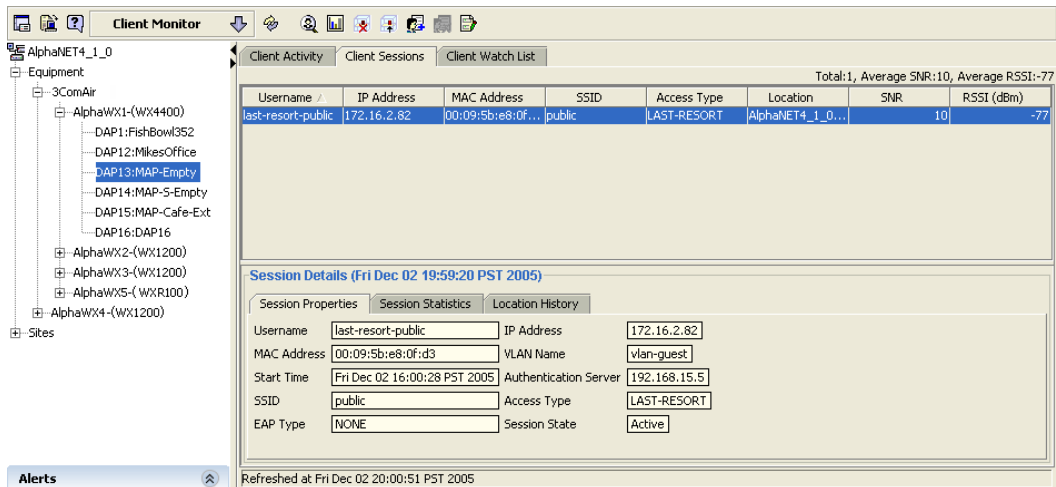 Client Monitor
AlphaNET4_1_0
Equipment
3ComAir
AlphaWX1-(WX4400)
DAP1:FishBowl352
DAP12:MikesOffice
DAP13:MAP-Empty
DAP14:MAP-S-Empty
DAP15:MAP-Cafe-Ext
DAP16:DAP16
AlphaWX2-(WX1200)
AlphaWX3-(WX1200)
AlphaWX5-( WXR100)
AlphaWX4-(WX1200)
Sites
Alerts
Client Activity Client Sessions Client Watch List
Total:1, Average SNR:10, Average RSSI:-77
Username IP Address MAC Address SSID Access Type Location SNR RSSI (dBm)
last-resort-public 172.16.2.82 00:09:5b:e8:0f... public LAST-RESORT AlphaNET4_1_0... 10 -77
Session Details (Fri Dec 02 19:59:20 PST 2005)
Session Properties Session Statistics Location History
Username last-resort-public IP Address 172.16.2.82
MAC Address 00:09:5b:e8:0f:d3 VLAN Name vlan-guest
Start Time Fri Dec 02 16:00:28 PST 2005 Authentication Server 192.168.15.5
SSID public Access Type LAST-RESORT
EAP Type NONE Session State Active
Refreshed at Fri Dec 02 20:00:51 PST 2005